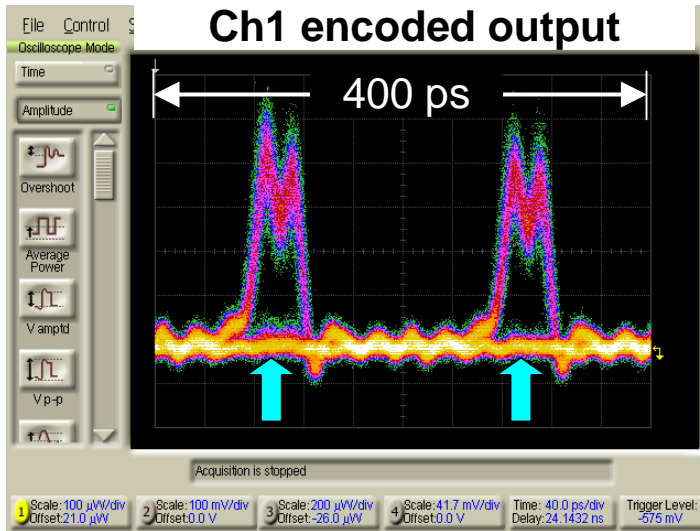 Ch1 encoded output
File Control S
Oscilloscope Mode
Time
Amplitude
400 ps
Overshoot
Average
Power
V amptd
V p-p
Acquisition is stopped
1 Scale: 100 µW/div
Offset:21.0 µW
2 Scale: 100 mV/div
Offset:0.0 V
3 Scale:200 µW/div
Offset:-26.0 µW
4 Scale:41.7 mV/div
Offset:0.0 V
Time: 40.0 ps/div
Delay:24.1432 ns
Trigger Level:
-575 mV